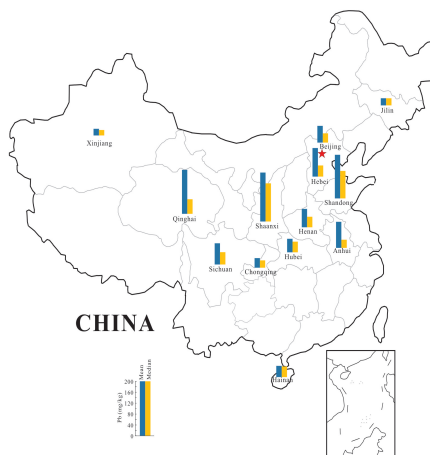 Jilin
Xinjiang
Beijing
Hebei
Shandong
Qinghai
Shaanxi
Henan
Anhui
Hubei
Sichuan
Chongqing
CHINA
Hainan
Mean
Median
Pb (mg/kg)
200
160
120
80
40
0